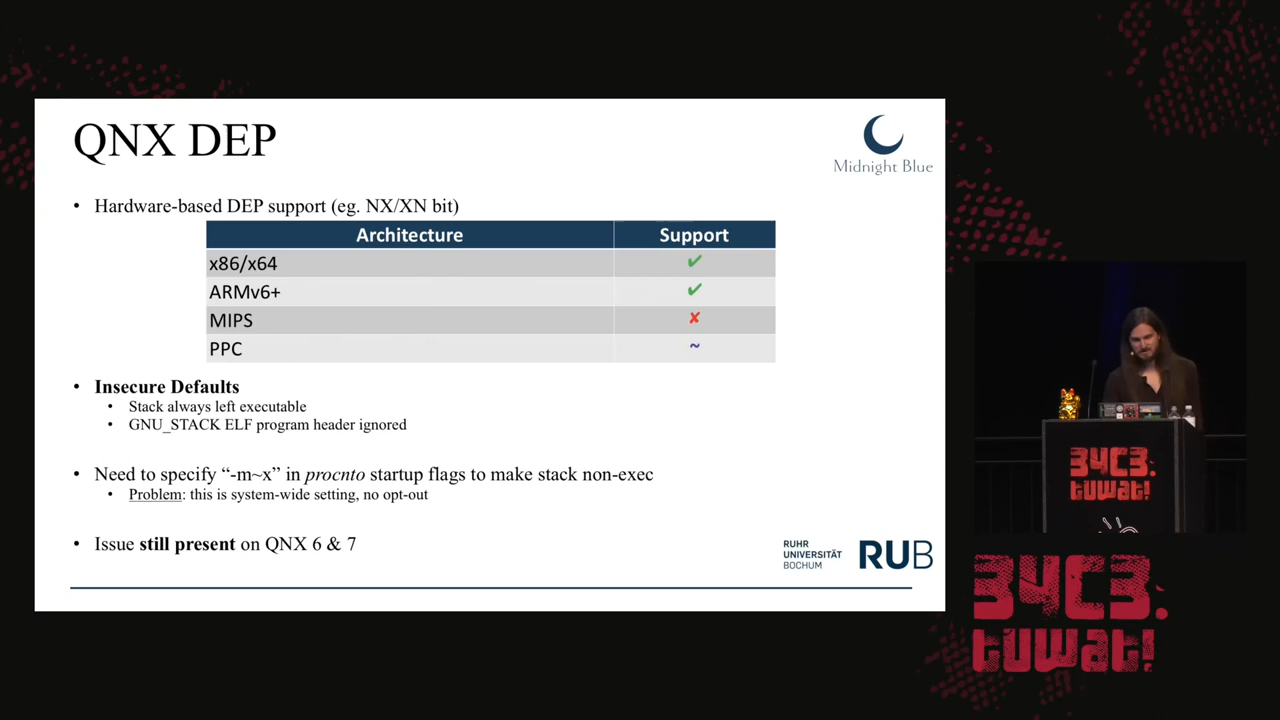 QNX DEP
Midnight Blue
• Hardware-based DEP support (eg. NX/XN bit)
Architecture Support
x86/x64 ✔
ARMv6+ ✔
MIPS ✘
PPC ~
• Insecure Defaults
• Stack always left executable
• GNU_STACK ELF program header ignored
• Need to specify “-m~x” in procnto startup flags to make stack non-exec
• Problem: this is system-wide setting, no opt-out
• Issue still present on QNX 6 & 7
RUHR
UNIVERSITÄT
BOCHUM
RUB
34C3.
tuwat!
34C3.
tuwat!